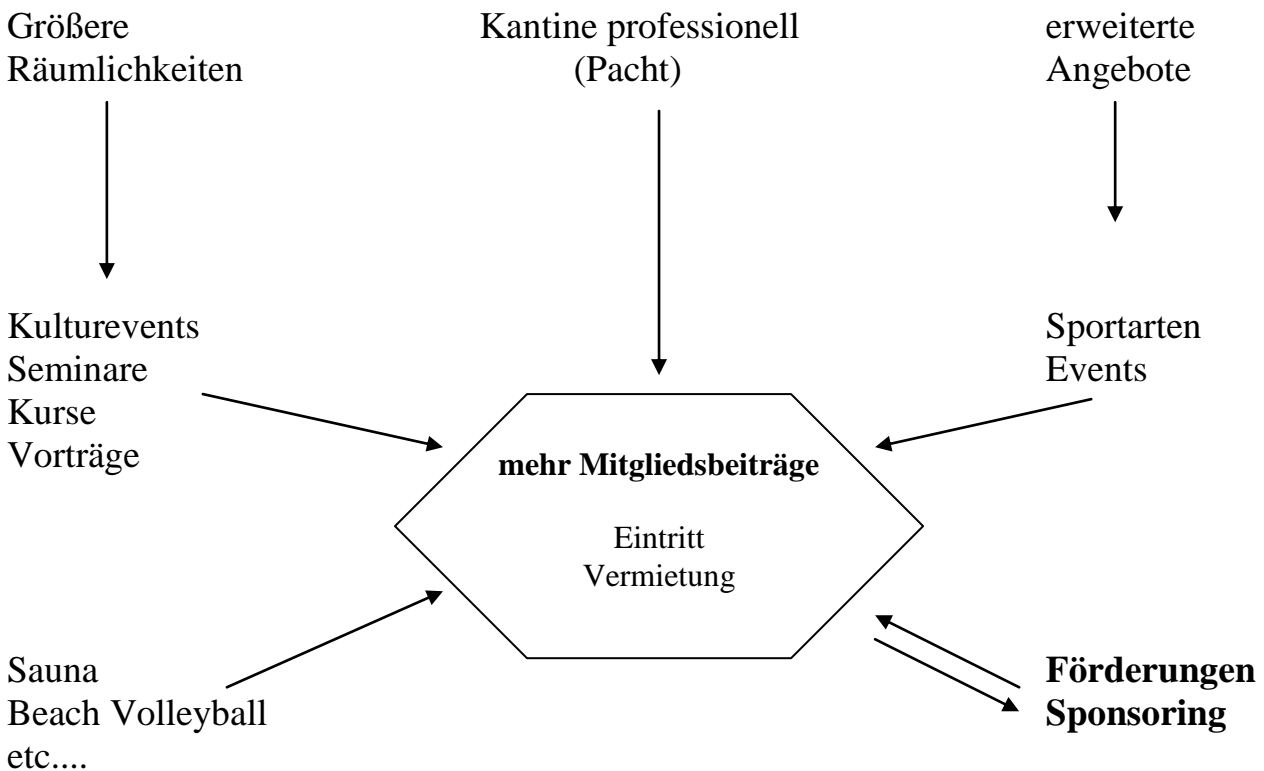 Größere
Räumlichkeiten
Kantine professionell
(Pacht)
erweiterte
Angebote
Kulturevents
Seminare
Kurse
Vorträge
Sportarten
Events
mehr Mitgliedsbeiträge
Eintritt
Vermietung
Sauna
Beach Volleyball
etc....
Förderungen
Sponsoring